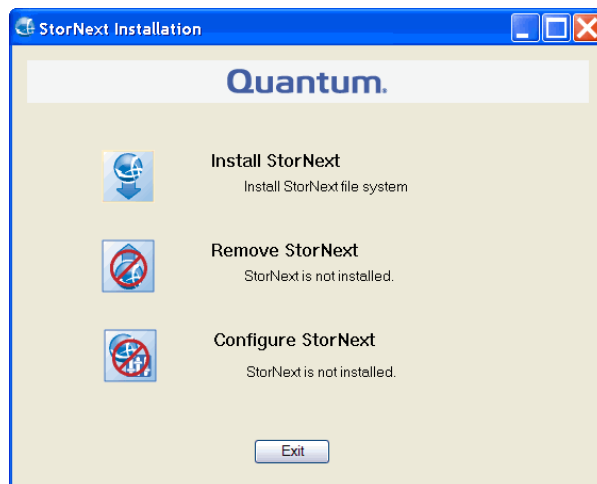 StorNext Installation
Quantum.
Install StorNext
Install StorNext file system
Remove StorNext
StorNext is not installed.
Configure StorNext
StorNext is not installed.
Exit